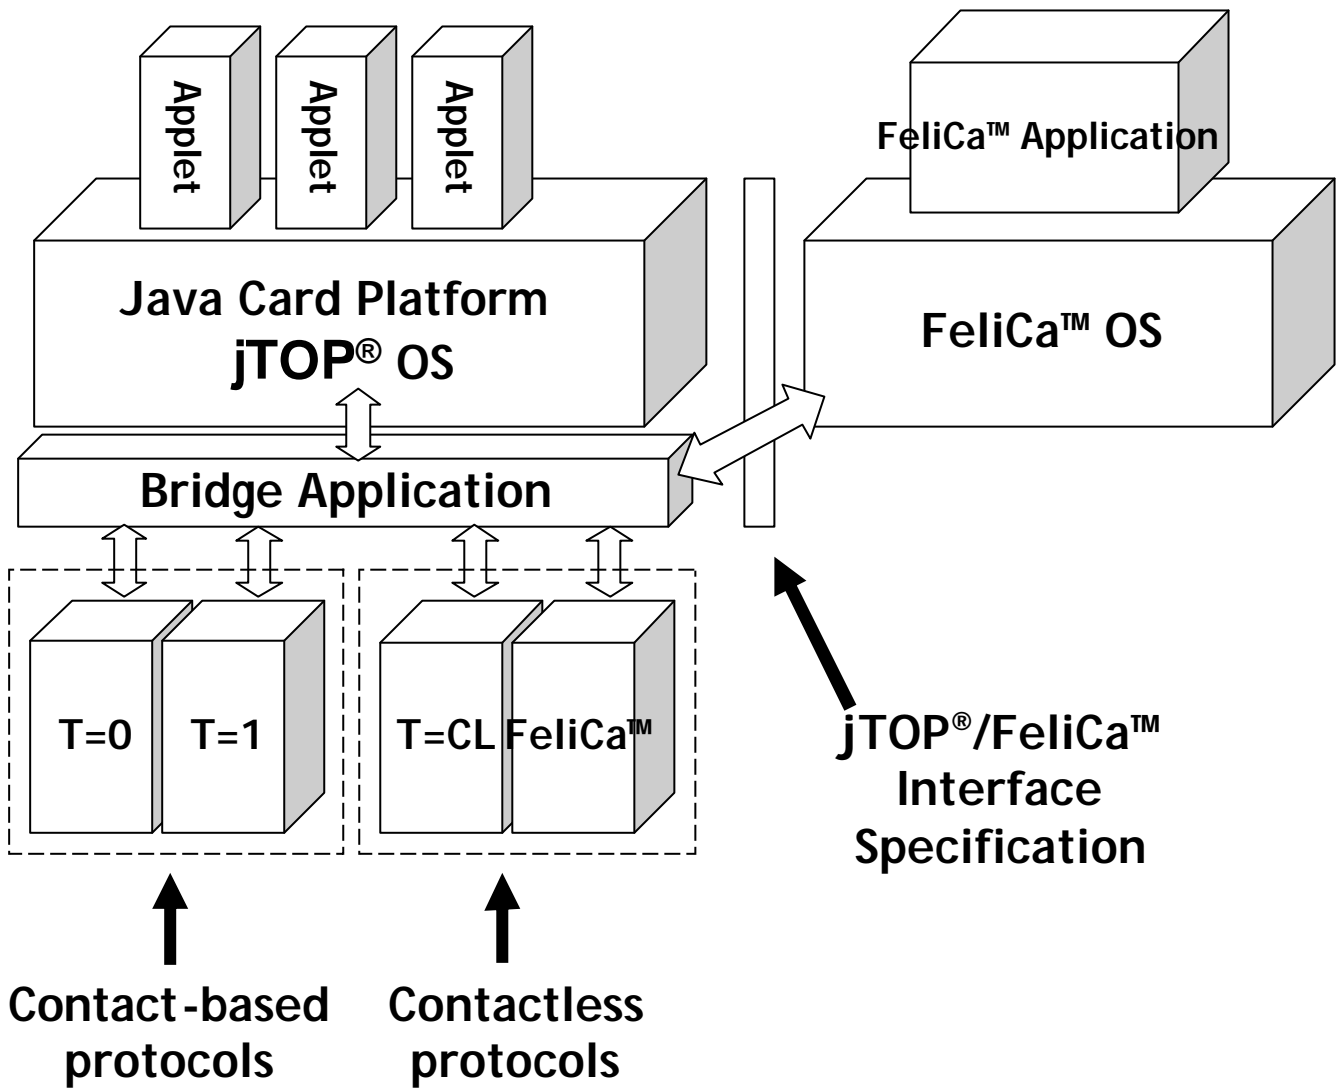 Applet
Applet
Applet
FeliCa™ Application
Java Card Platform
jTOP® OS
FeliCa™ OS
Bridge Application
T=0
T=1
T=CL
FeliCa™
jTOP®/FeliCa™
Interface
Specification
Contact-based
protocols
Contactless
protocols